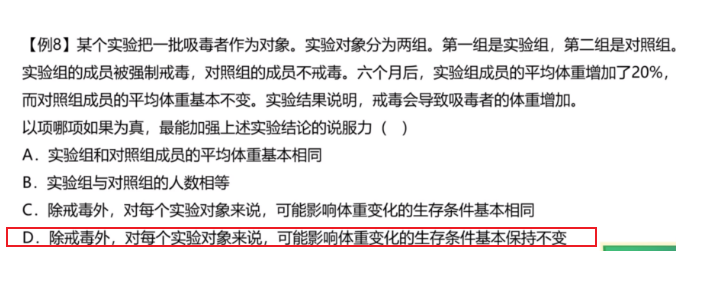 【例8】某个实验把一批吸毒者作为对象。实验对象分为两组。第一组是实验组，第二组是对照组。
实验组的成员被强制戒毒，对照组的成员不戒毒。六个月后，实验组成员的平均体重增加了20%，
而对照组成员的平均体重基本不变。实验结果说明，戒毒会导致吸毒者的体重增加。
以项哪项如果为真，最能加强上述实验结论的说服力（　）
A．实验组和对照组成员的平均体重基本相同
B．实验组与对照组的人数相等
C．除戒毒外，对每个实验对象来说，可能影响体重变化的生存条件基本相同
D．除戒毒外，对每个实验对象来说，可能影响体重变化的生存条件基本保持不变